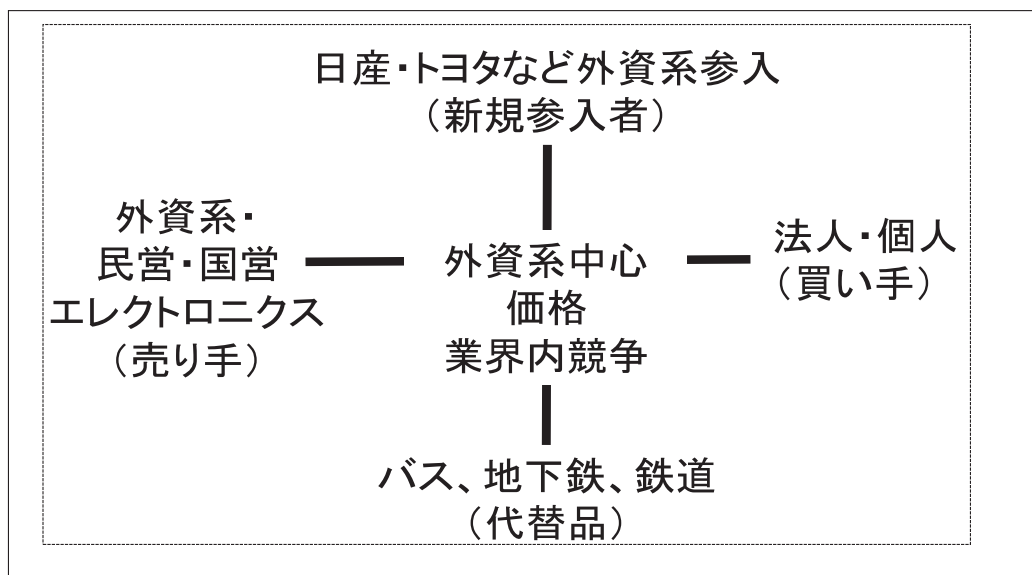 日産・トヨタなど外資系参入
（新規参入者）
外資系・
民営・国営
エレクトロニクス
（売り手）
外資系中心
価格
業界内競争
法人・個人
（買い手）
バス、地下鉄、鉄道
（代替品）